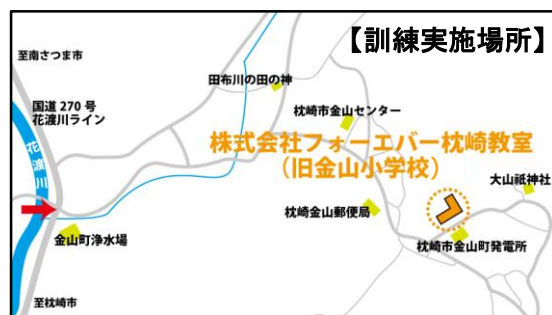 【訓練実施場所】
至南さつま市
田布川の田の神
国道 270 号
花渡川ライン
枕崎市金山センター
株式会社フォーエバー枕崎教室
(旧金山小学校)
花渡川
大山祇神社
枕崎金山郵便局
金山町浄水場
枕崎市金山町発電所
至枕崎市